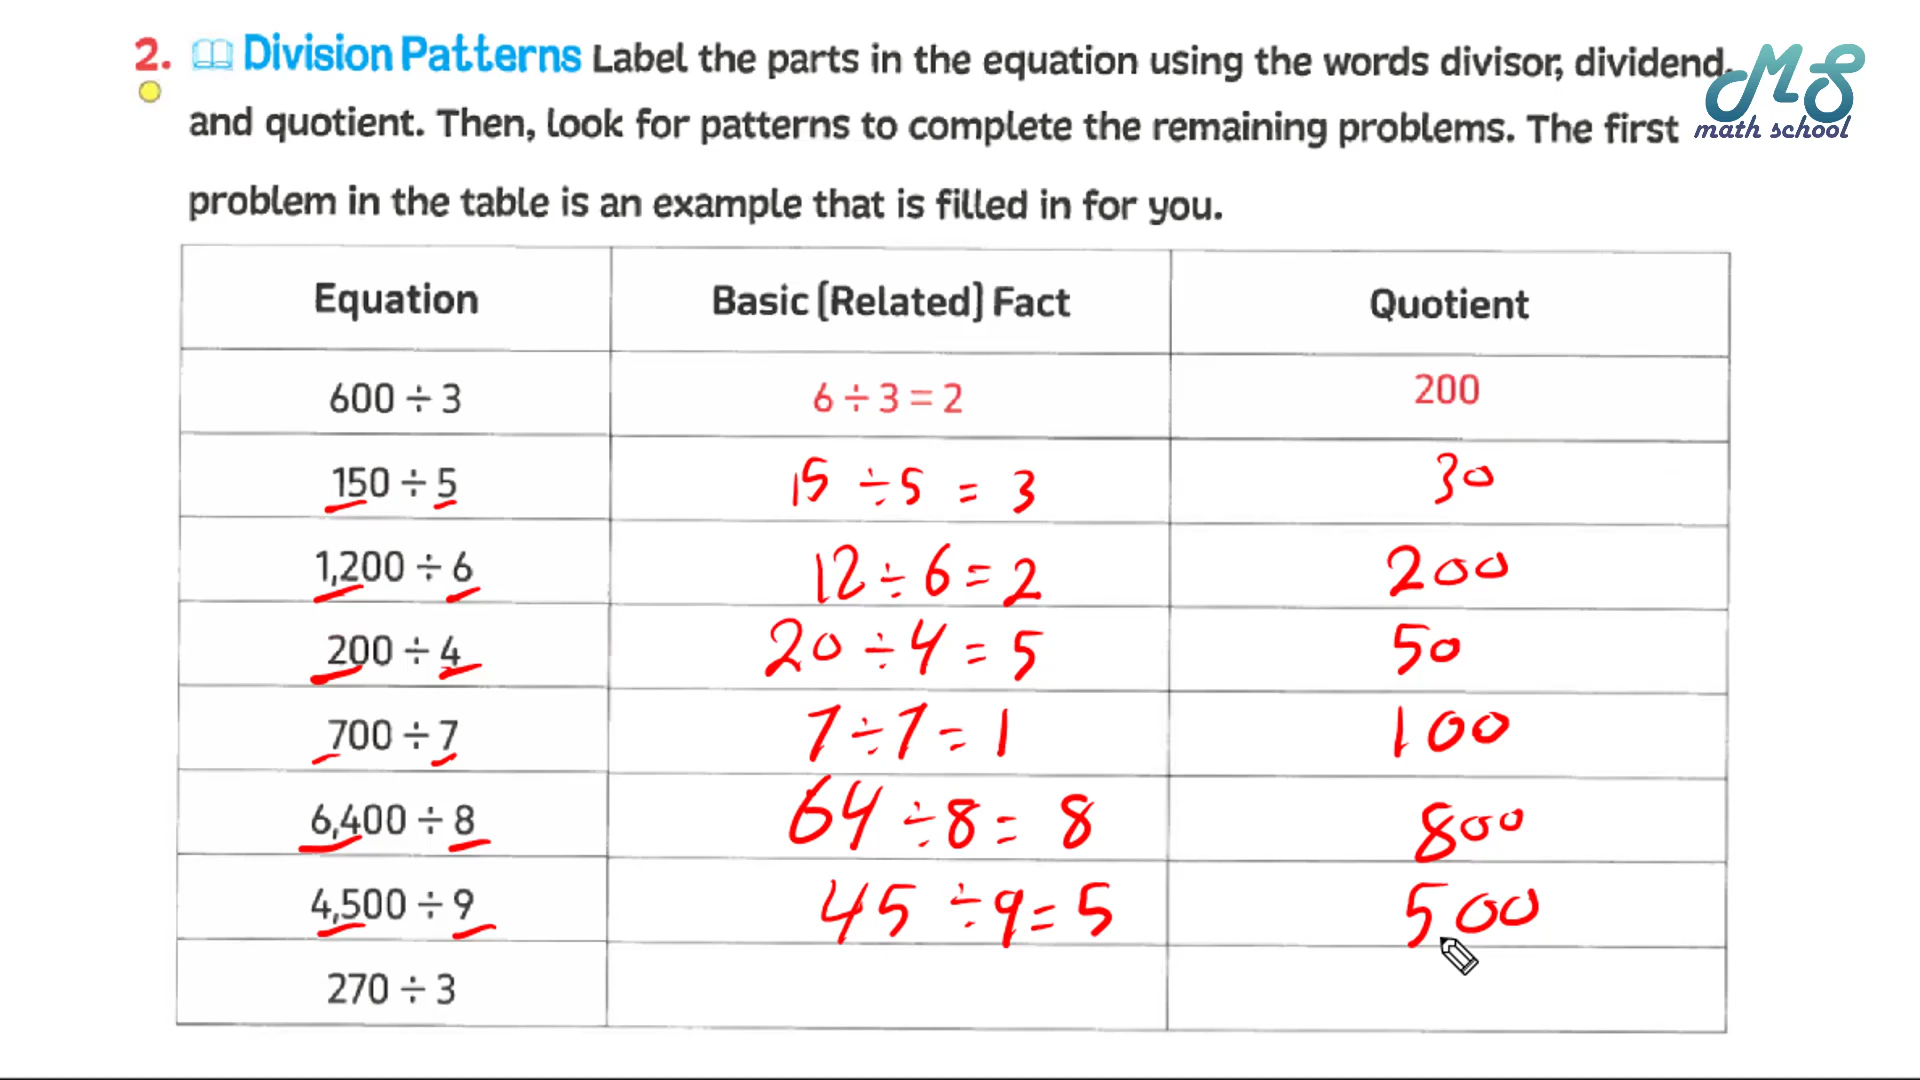 2. Division Patterns Label the parts in the equation using the words divisor, dividend,
and quotient. Then, look for patterns to complete the remaining problems. The first
problem in the table is an example that is filled in for you.
MS
math school
Equation Basic (Related) Fact Quotient
600 ÷ 3 6 ÷ 3 = 2 200
150 ÷ 5 15 ÷ 5 = 3 30
1,200 ÷ 6 12 ÷ 6 = 2 200
200 ÷ 4 20 ÷ 4 = 5 50
700 ÷ 7 7 ÷ 7 = 1 100
6,400 ÷ 8 64 ÷ 8 = 8 800
4,500 ÷ 9 45 ÷ 9 = 5 500
270 ÷ 3